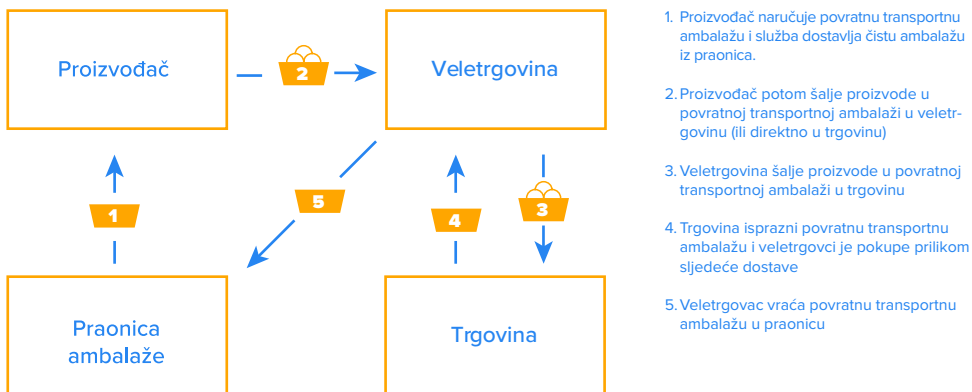 Proizvođač
2
Veletrgovina
1
5
4
3
Praonica
ambalaže
Trgovina
1. Proizvođač naručuje povratnu transportnu
ambalažu i služba dostavlja čistu ambalažu
iz praonica.
2. Proizvođač potom šalje proizvode u
povratnoj transportnoj ambalaži u veletr-
govinu (ili direktno u trgovinu)
3. Veletrgovina šalje proizvode u povratnoj
transportnoj ambalaži u trgovinu
4. Trgovina isprazni povratnu transportnu
ambalažu i veletrgovci je pokupe prilikom
sljedeće dostave
5. Veletrgovac vraća povratnu transportnu
ambalažu u praonicu